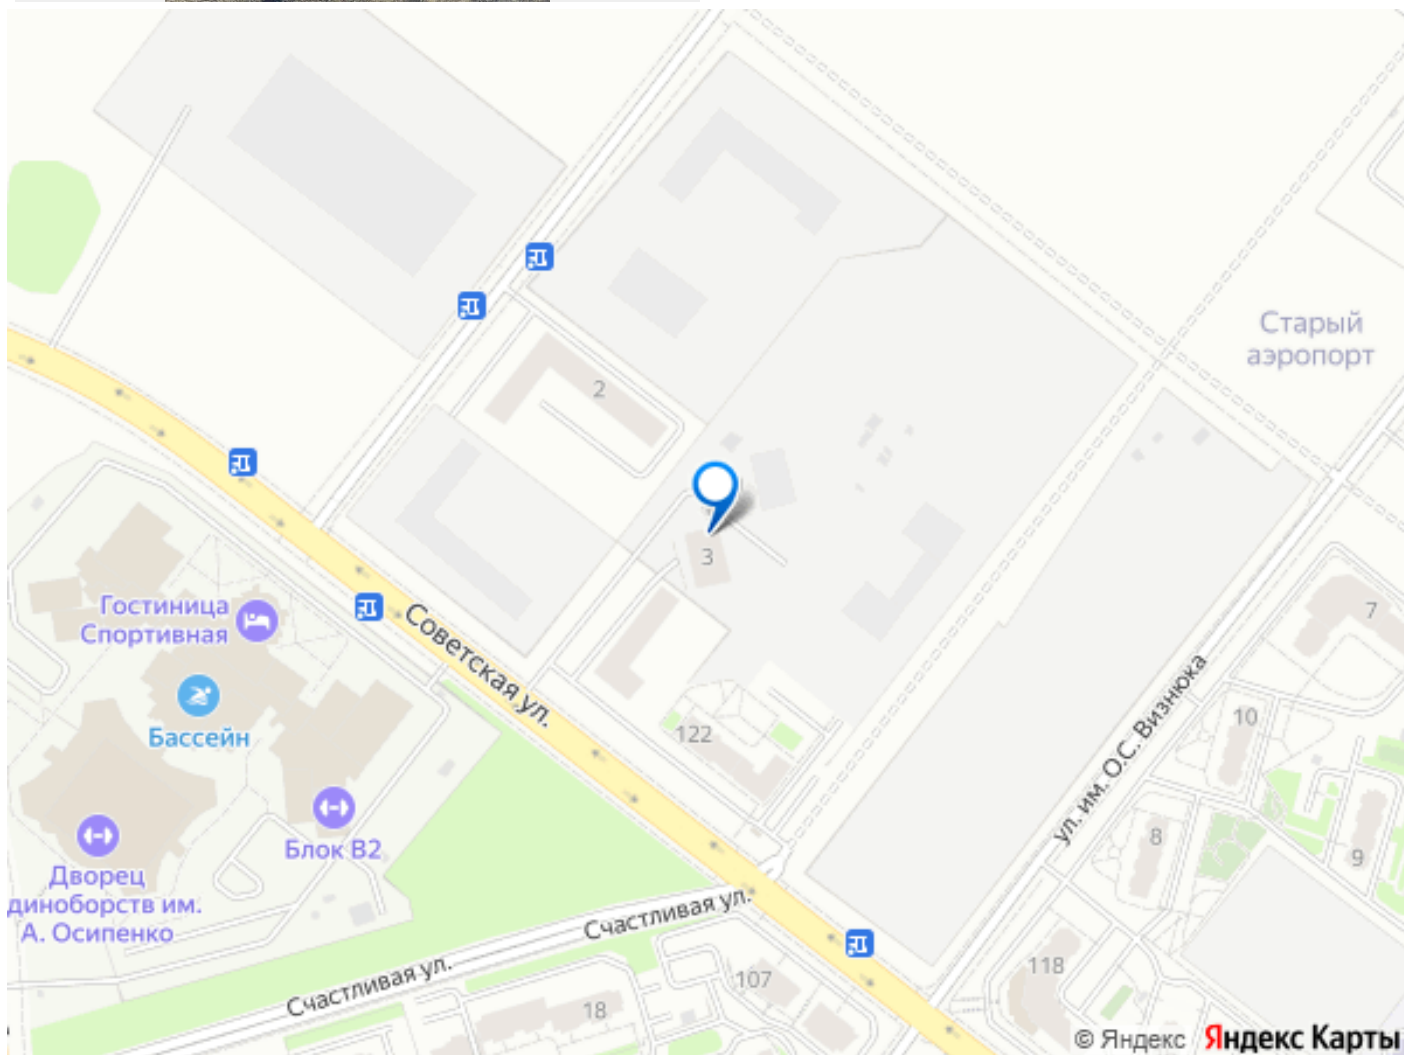 Старый
аэропорт
2
3
Гостиница
Спортивная
Советская ул.
Бассейн
122
7
10
ул. им. О.С. Визнюка
8
9
Блок В2
Дворец
диноборств им.
А. Осипенко
Счастливая ул.
Счастливая ул.
107
118
18
© Яндекс Яндекс Карты